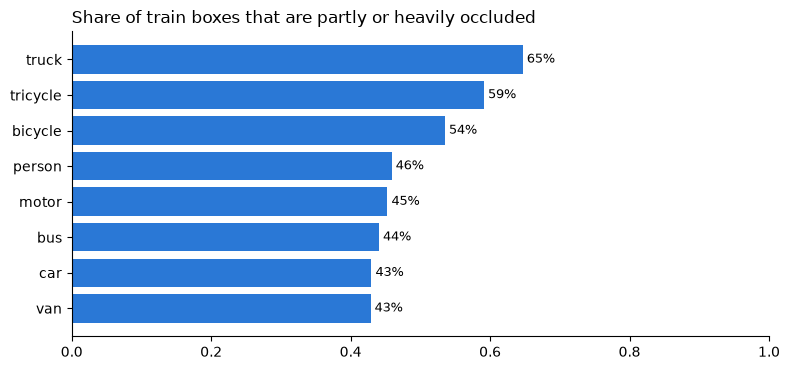 Share of train boxes that are partly or heavily occluded
truck 65%
tricycle 59%
bicycle 54%
person 46%
motor 45%
bus 44%
car 43%
van 43%
0.0 0.2 0.4 0.6 0.8 1.0